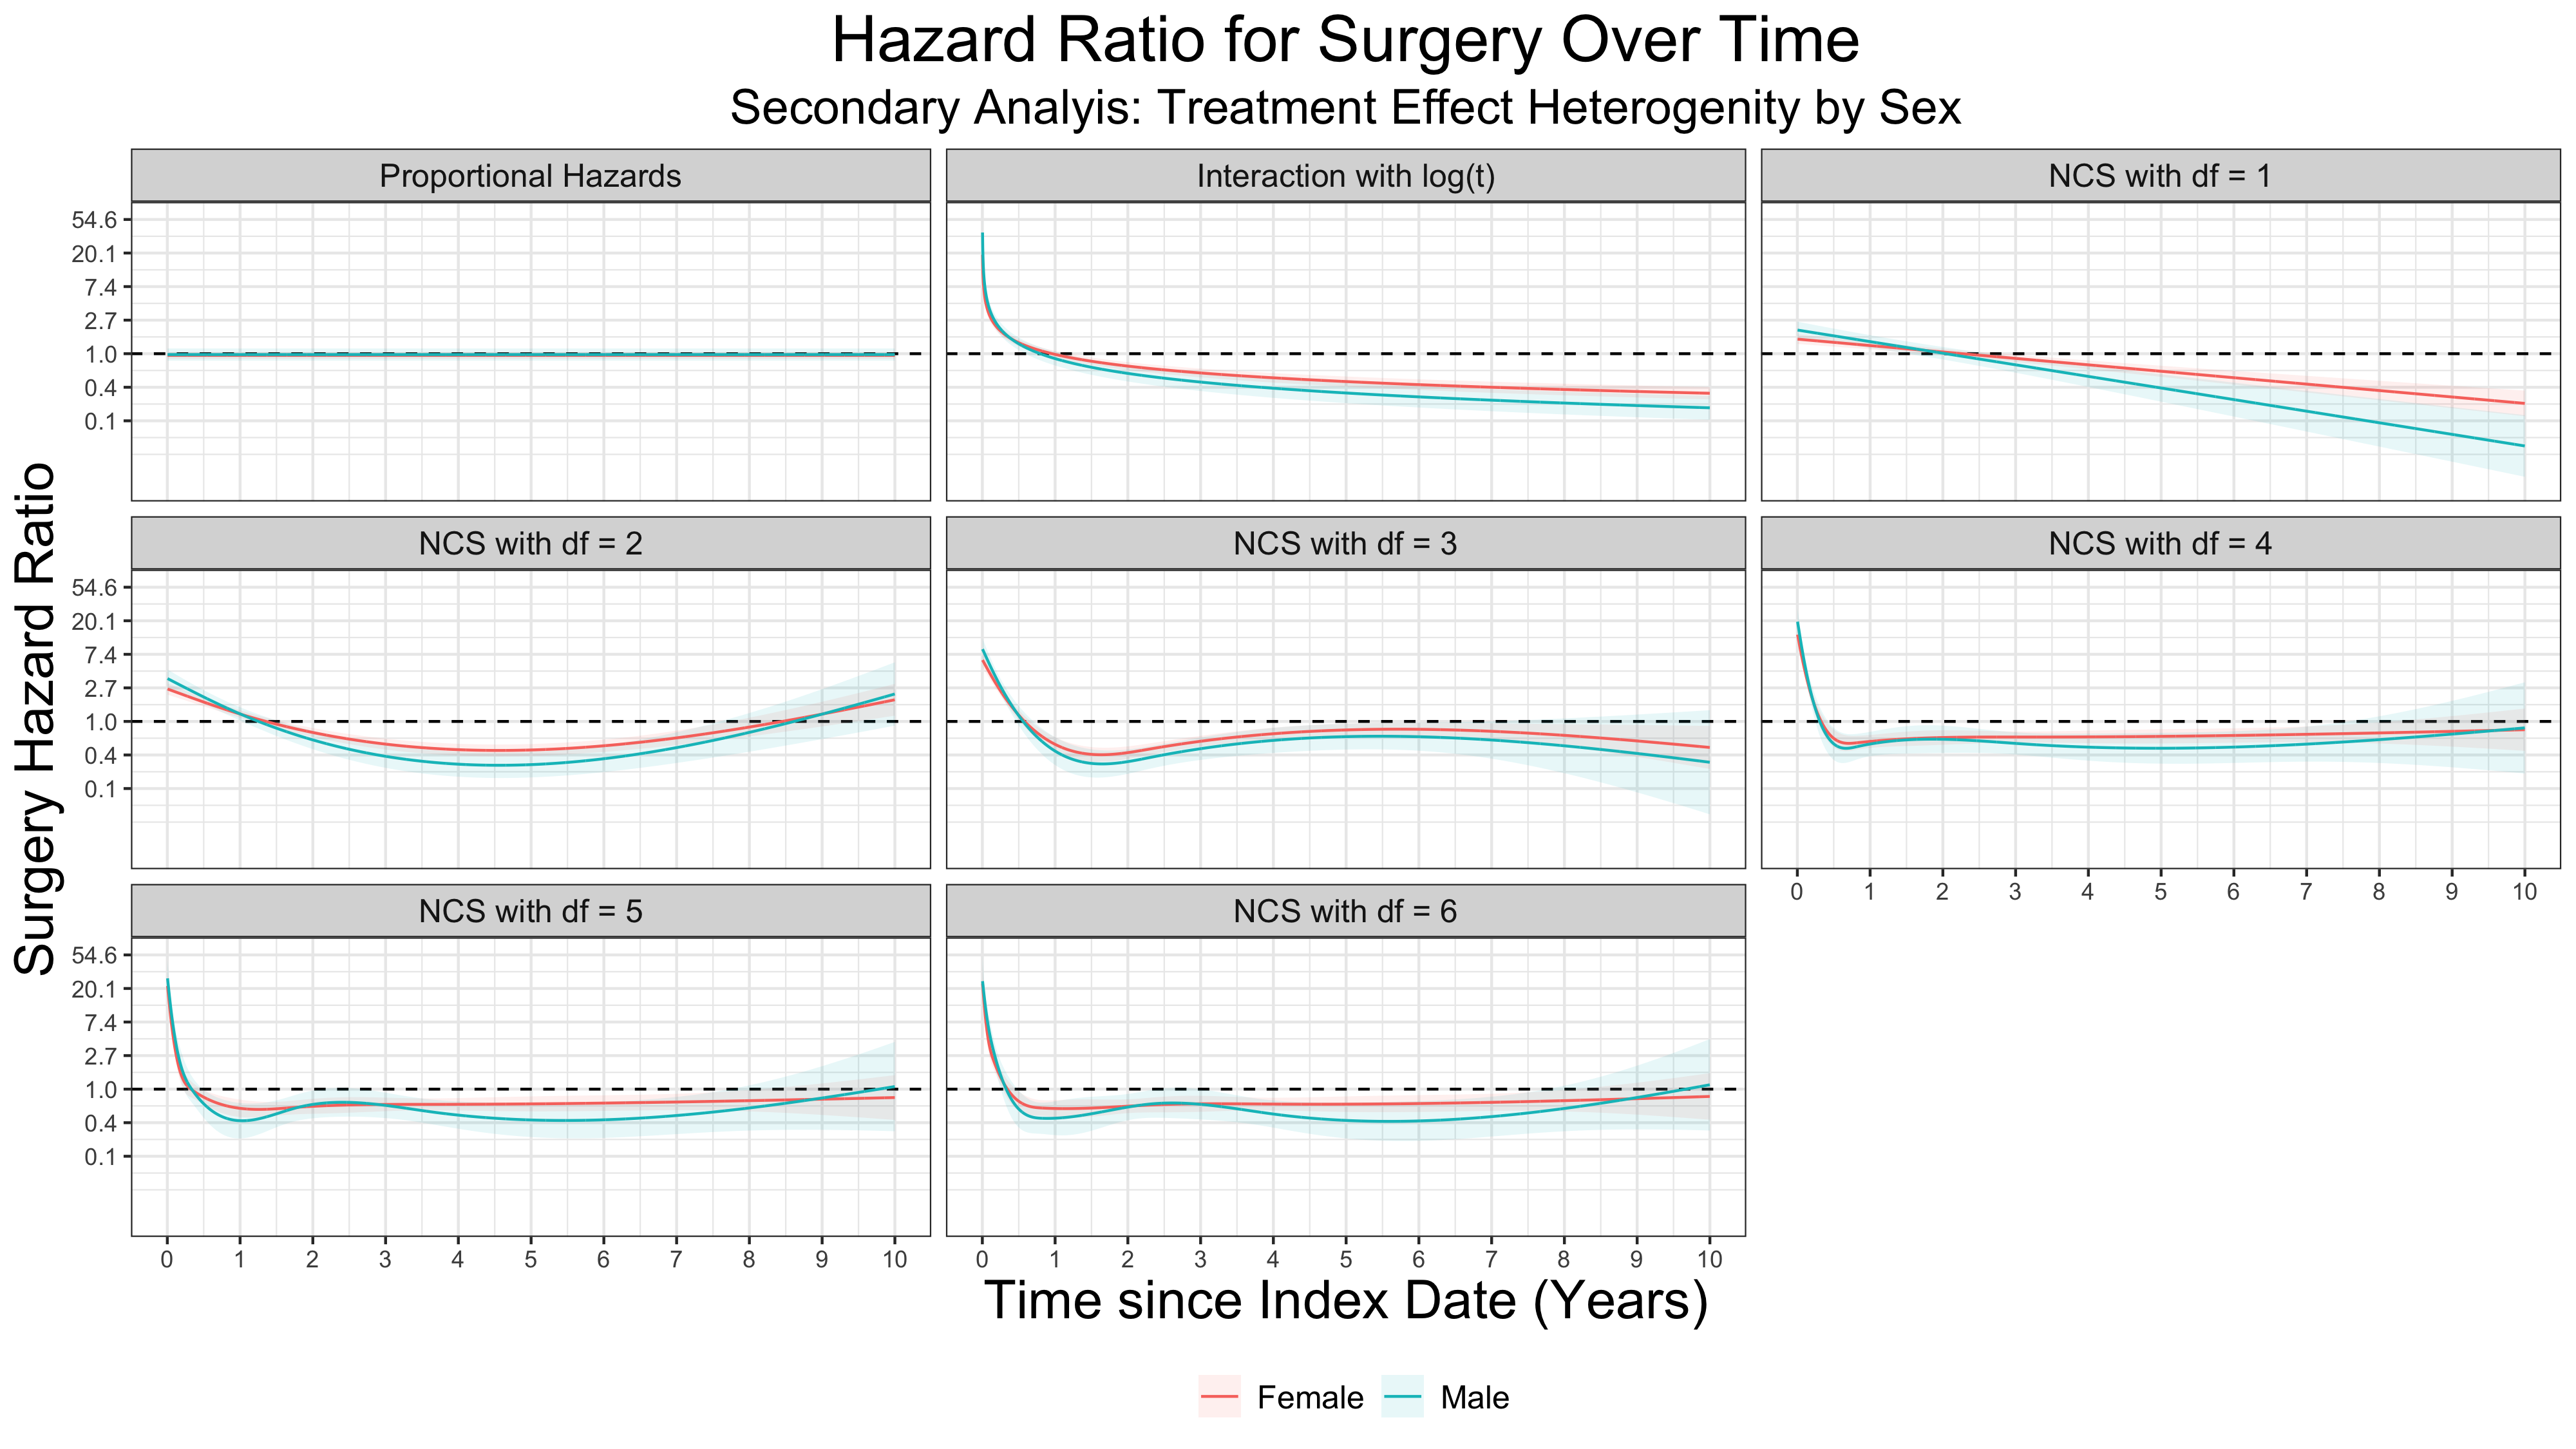 Hazard Ratio for Surgery Over Time
Secondary Analyis: Treatment Effect Heterogenity by Sex
Proportional Hazards
Interaction with log(t)
NCS with df = 1
54.6
20.1
7.4
2.7
1.0
0.4
0.1
NCS with df = 2
NCS with df = 3
NCS with df = 4
54.6
20.1
7.4
2.7
1.0
0.4
0.1
0 1 2 3 4 5 6 7 8 9 10
NCS with df = 5
NCS with df = 6
54.6
20.1
7.4
2.7
1.0
0.4
0.1
0 1 2 3 4 5 6 7 8 9 10
0 1 2 3 4 5 6 7 8 9 10
Surgery Hazard Ratio
Time since Index Date (Years)
Female
Male